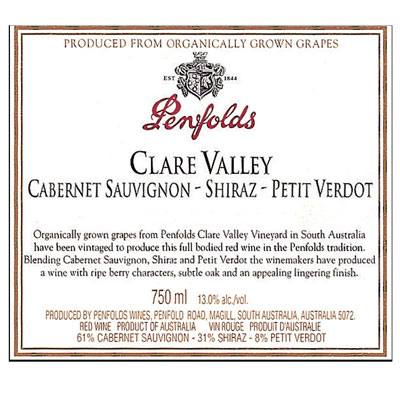 PRODUCED FROM ORGANICALLY GROWN GRAPES
EST 1844
Penfolds
CLARE VALLEY
CABERNET SAUVIGNON - SHIRAZ - PETIT VERDOT
Organically grown grapes from Penfolds Clare Valley Vineyard in South Australia
have been vintaged to produce this full bodied red wine in the Penfolds tradition.
Blending Cabernet Sauvignon, Shiraz and Petit Verdot the winemakers have produced
a wine with ripe berry characters, subtle oak and an appealing lingering finish.
750 ml 13.0% alc./vol.
PRODUCED BY PENFOLDS WINES, PENFOLD ROAD, MAGILL, SOUTH AUSTRALIA, AUSTRALIA 5072.
RED WINE PRODUCT OF AUSTRALIA VIN ROUGE PRODUIT D'AUSTRALIE
61% CABERNET SAUVIGNON - 31% SHIRAZ - 8% PETIT VERDOT